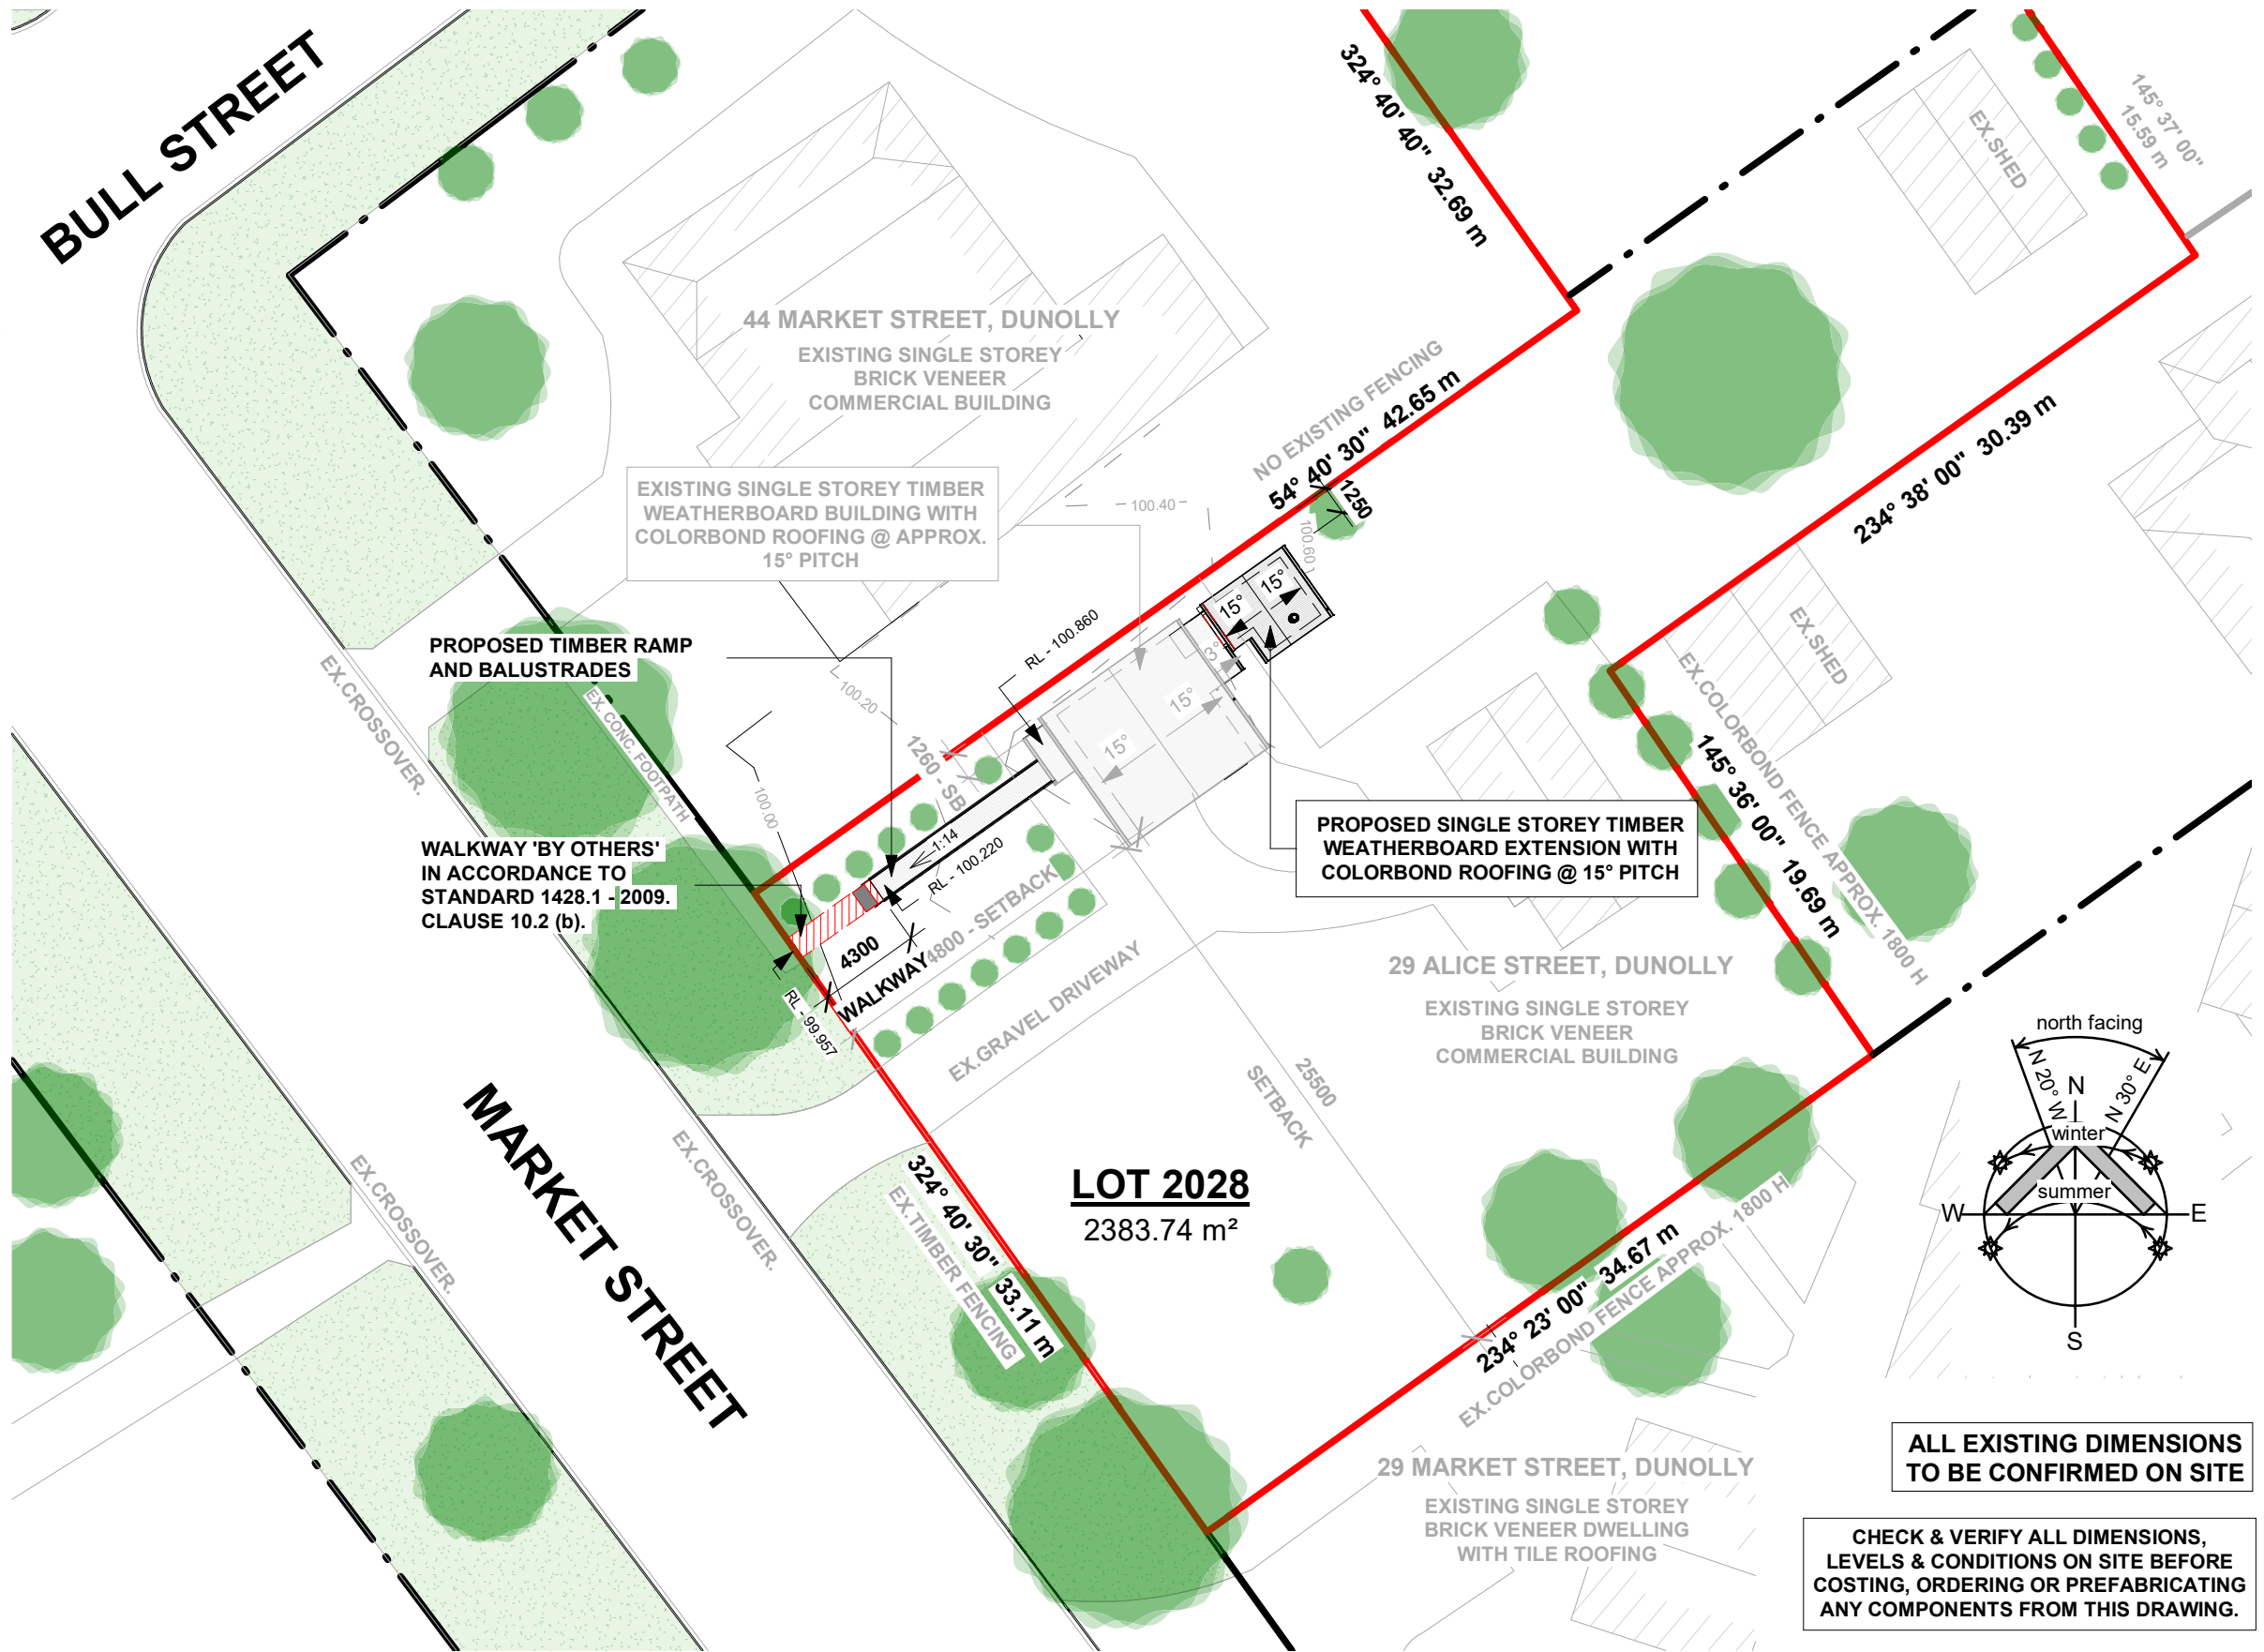 BULL STREET
324° 40' 40" 32.69 m
EX.SHED
145° 37' 00"
15.59 m
44 MARKET STREET, DUNOLLY
EXISTING SINGLE STOREY
BRICK VENEER
COMMERCIAL BUILDING
NO EXISTING FENCING
54° 40' 30" 42.65 m
1250
234° 38' 00" 30.39 m
EXISTING SINGLE STOREY TIMBER
WEATHERBOARD BUILDING WITH
COLORBOND ROOFING @ APPROX.
15° PITCH
100.40
100.60
15°
15°
3°
RL - 100.860
PROPOSED TIMBER RAMP
AND BALUSTRADES
100.20
EX.CROSSOVER.
EX. CONC. FOOTPATH
100.00
1260 - SB
15°
15°
EX.SHED
EX.COLORBOND FENCE APPROX. 1800 H
145° 36' 00" 19.69 m
WALKWAY 'BY OTHERS'
IN ACCORDANCE TO
STANDARD 1428.1 - 2009.
CLAUSE 10.2 (b).
1:14
RL - 100.220
PROPOSED SINGLE STOREY TIMBER
WEATHERBOARD EXTENSION WITH
COLORBOND ROOFING @ 15° PITCH
4300
WALKWAY
4800 - SETBACK
RL - 99.957
EX.GRAVEL DRIVEWAY
29 ALICE STREET, DUNOLLY
EXISTING SINGLE STOREY
BRICK VENEER
COMMERCIAL BUILDING
25500
SETBACK
north facing
N 20° W
N
N 30° E
winter
summer
W
E
S
MARKET STREET
EX.CROSSOVER.
EX.CROSSOVER.
324° 40' 30" 33.11 m
EX.TIMBER FENCING
LOT 2028
2383.74 m²
234° 23' 00" 34.67 m
EX.COLORBOND FENCE APPROX. 1800 H
29 MARKET STREET, DUNOLLY
EXISTING SINGLE STOREY
BRICK VENEER DWELLING
WITH TILE ROOFING
ALL EXISTING DIMENSIONS
TO BE CONFIRMED ON SITE
CHECK & VERIFY ALL DIMENSIONS,
LEVELS & CONDITIONS ON SITE BEFORE
COSTING, ORDERING OR PREFABRICATING
ANY COMPONENTS FROM THIS DRAWING.